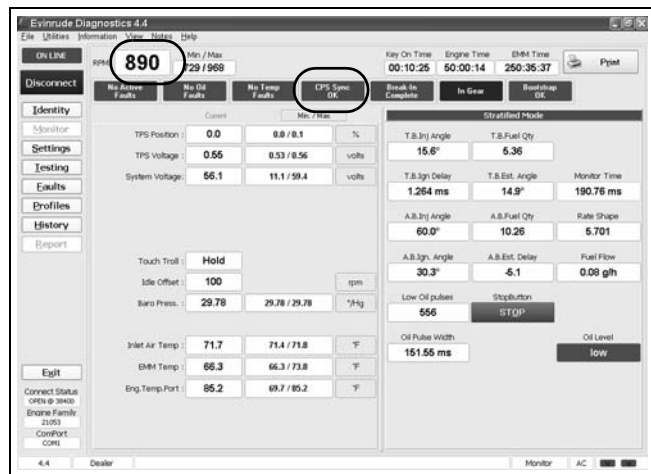 Evinrude Diagnostics 4.4
File Utilities Information View Notes Help
ON LINE
RPM 890
Min / Max
729 / 968
Key On Time Engine Time EMM Time
00:10:25 50:00:14 250:35:37
Print
Disconnect
No Active Faults
No Oil Faults
No Temp Faults
CPS Sync OK
Break-In Complete
In Gear
Bootstrap OK
Identity
Monitor
Settings
Testing
Faults
Profiles
History
Report
Current Min. / Max
TPS Position : 0.0 0.0 / 0.1 %
TPS Voltage : 0.55 0.53 / 0.56 volts
System Voltage: 56.1 11.1 / 59.4 volts
Touch Troll : Hold
Idle Offset : 100 rpm
Baro Press. : 29.78 29.78 / 29.78 "/Hg
Inlet Air Temp : 71.7 71.4 / 71.8 °F
EMM Temp : 66.3 66.3 / 73.8 °F
Eng.Temp.Port : 85.2 69.7 / 85.2 °F
Stratified Mode
T.B.Inj Angle T.B.Fuel Qty
15.6° 5.36
T.B.Ign Delay T.B.Est. Angle Monitor Time
1.264 ms 14.9° 190.76 ms
A.B.Inj Angle A.B.Fuel Qty Rate Shape
60.0° 10.26 5.701
A.B.Ign. Angle A.B.Est. Delay Fuel Flow
30.3° -5.1 0.08 g/h
Low Oil pulses StopButton
556 STOP
Oil Pulse Width Oil Level
151.55 ms low
Exit
Connect Status
OPEN @ 38400
Engine Family
21053
ComPort
COM1
4.4 Dealer Monitor AC